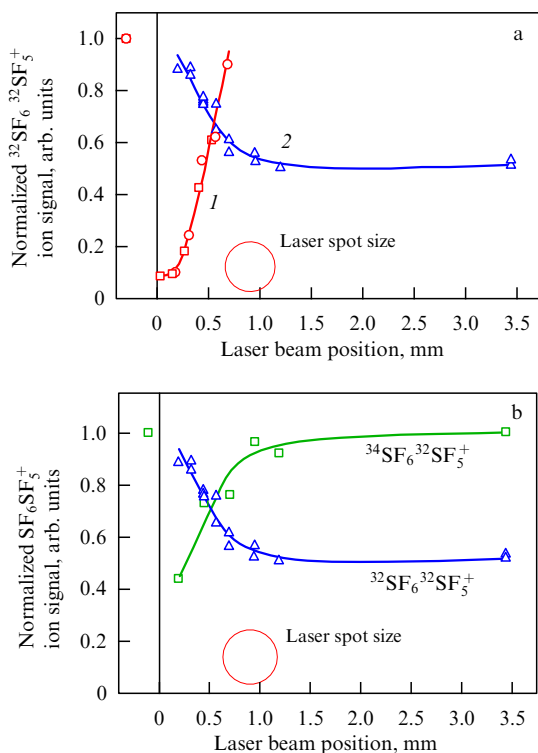 a
Normalized ³²SF₆ ³²SF₅⁺
ion signal, arb. units
1.0
0.8
0.6
0.4
0.2
0
2
1
Laser spot size
0 0.5 1.0 1.5 2.0 2.5 3.0 3.5
Laser beam position, mm
b
Normalized SF₆SF₅⁺
ion signal, arb. units
1.0
0.8
0.6
0.4
0.2
0
³⁴SF₆³²SF₅⁺
³²SF₆³²SF₅⁺
Laser spot size
0 0.5 1.0 1.5 2.0 2.5 3.0 3.5
Laser beam position, mm